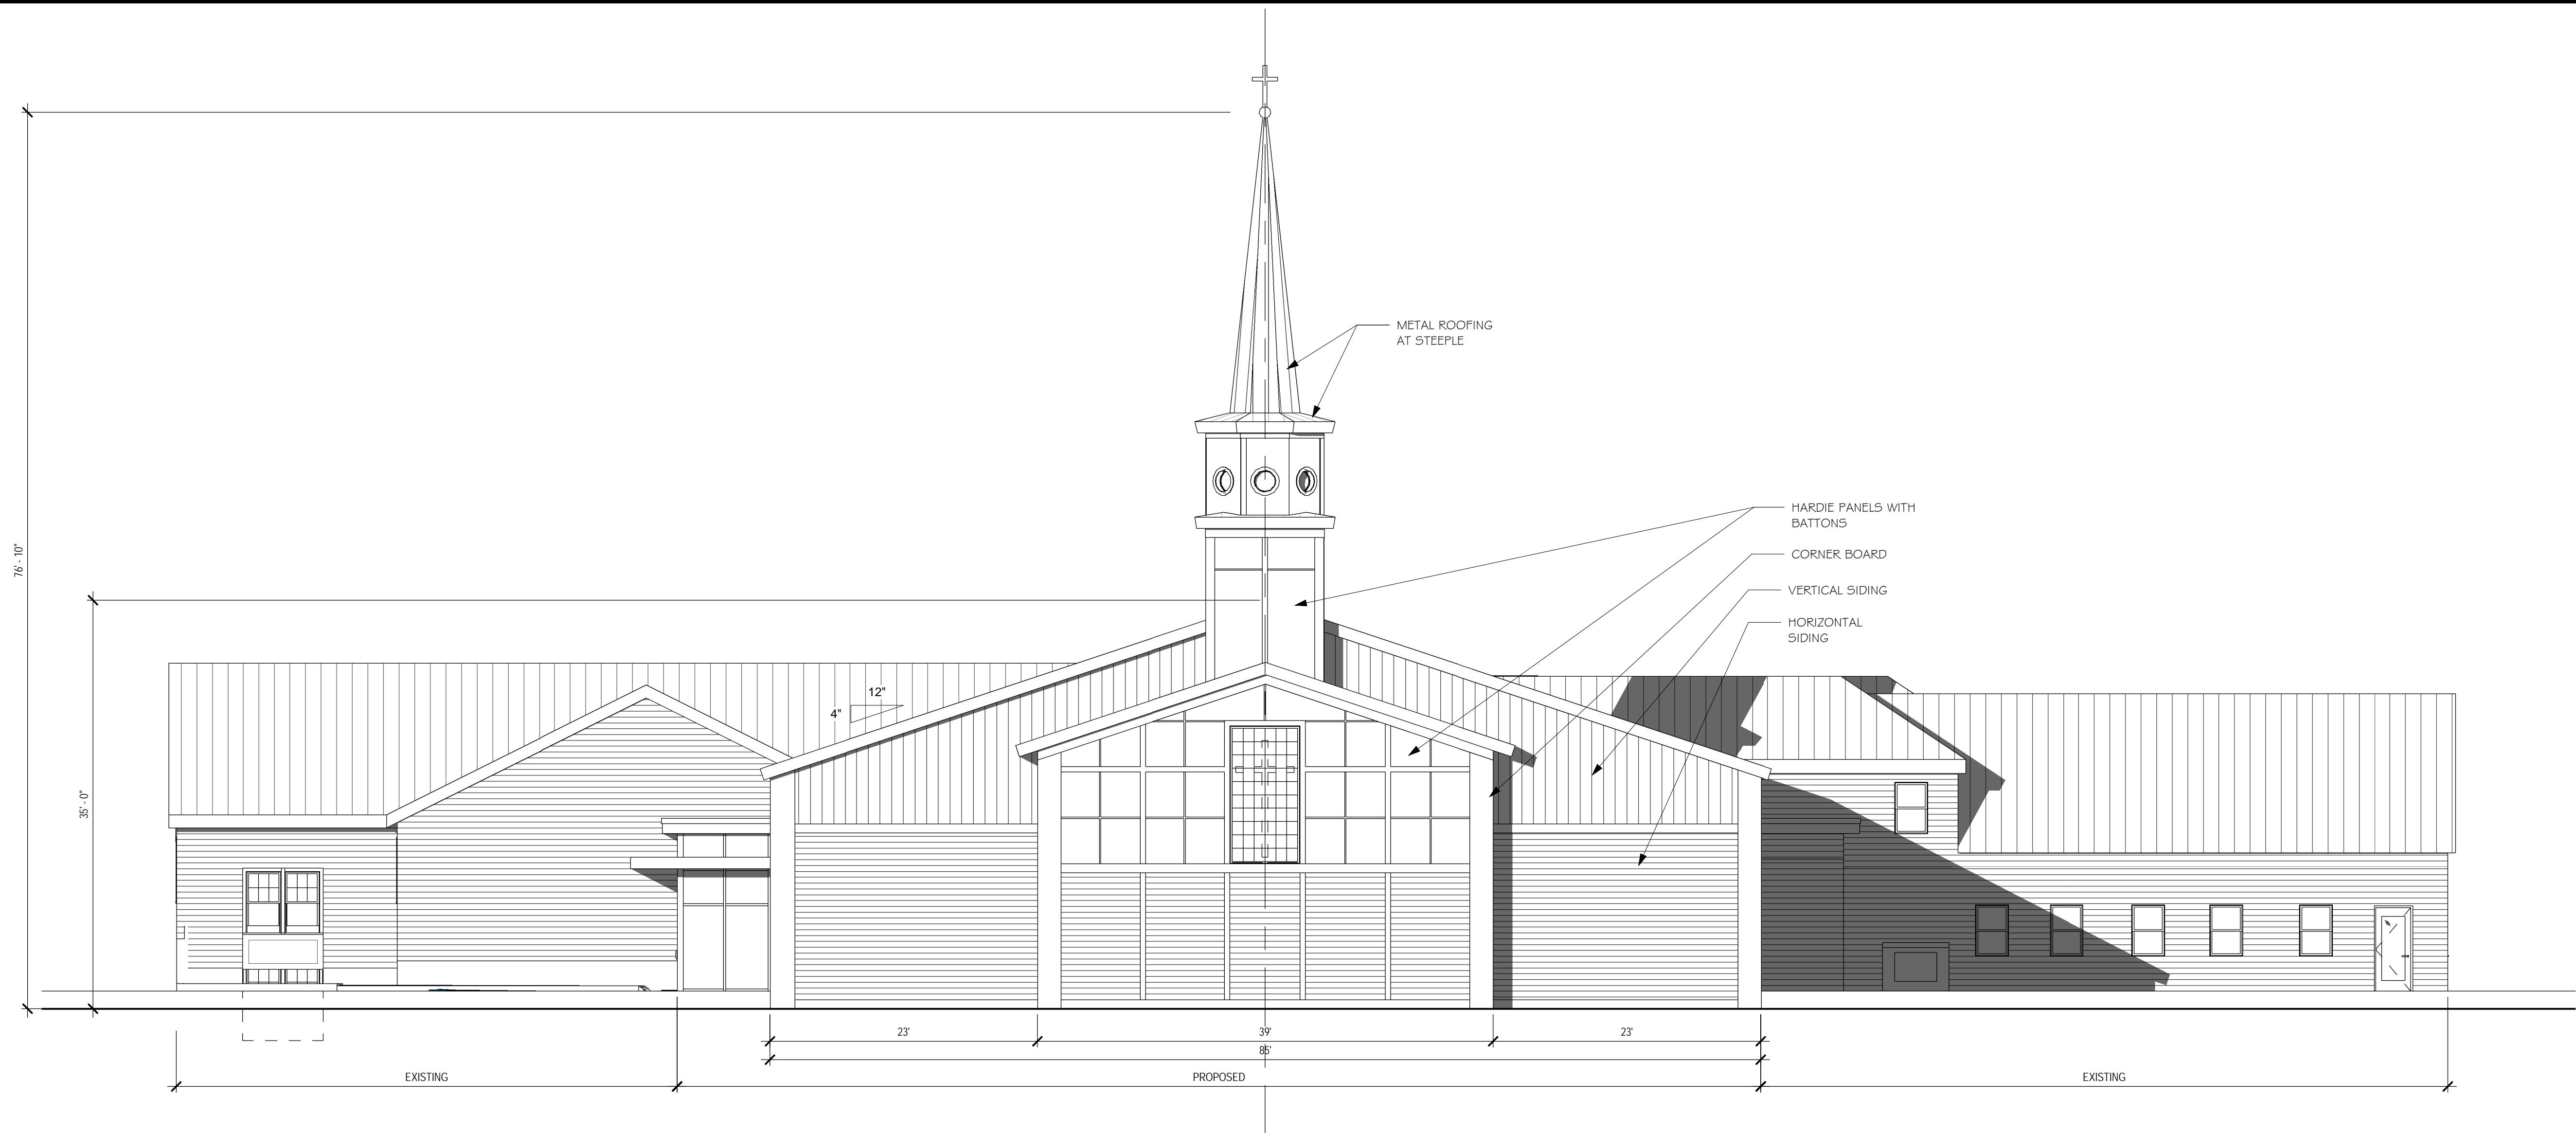 METAL ROOFING
AT STEEPLE
HARDIE PANELS WITH
BATTONS
CORNER BOARD
VERTICAL SIDING
HORIZONTAL
SIDING
76' - 10"
35' - 0"
12"
4"
23'
39'
23'
85'
EXISTING
PROPOSED
EXISTING